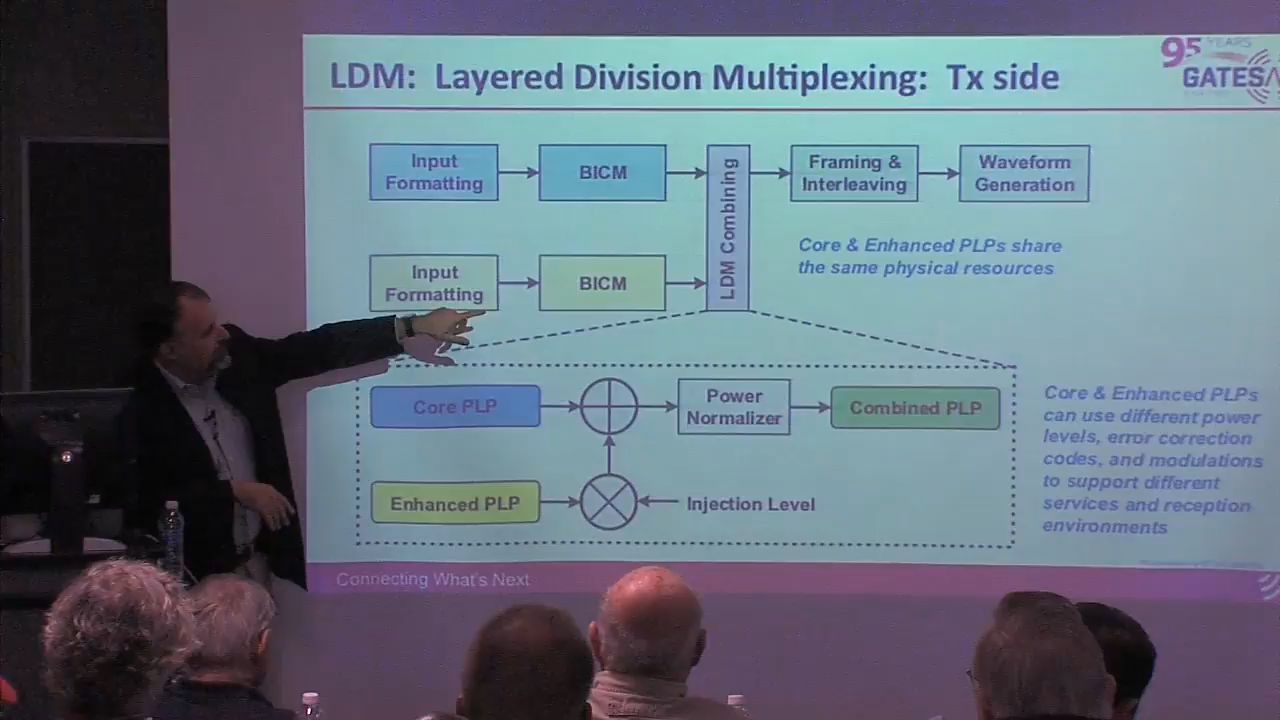 LDM: Layered Division Multiplexing: Tx side
95 YEARS
GATES
Input
Formatting
BICM
LDM Combining
Framing &
Interleaving
Waveform
Generation
Core & Enhanced PLPs share
the same physical resources
Input
Formatting
BICM
Core PLP
Power
Normalizer
Combined PLP
Enhanced PLP
Injection Level
Core & Enhanced PLPs
can use different power
levels, error correction
codes, and modulations
to support different
services and reception
environments
Connecting What's Next